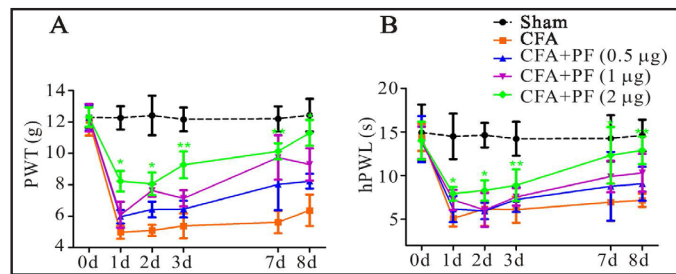 A
B
Sham
CFA
CFA+PF (0.5 μg)
CFA+PF (1 μg)
CFA+PF (2 μg)
PWT (g)
16
14
12
10
8
6
4
*
*
**
**
0d 1d 2d 3d 7d 8d
hPWL (s)
20
15
10
5
*
*
**
*
**
0d 1d 2d 3d 7d 8d